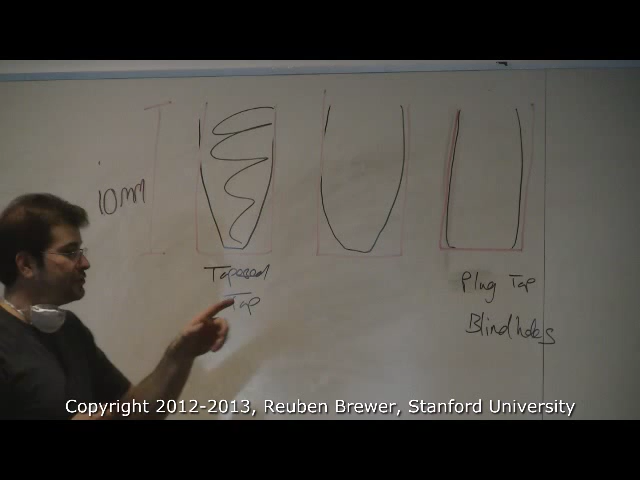 10mm
Tapered
Tap
Plug Tap
Blind holes
Copyright 2012-2013, Reuben Brewer, Stanford University